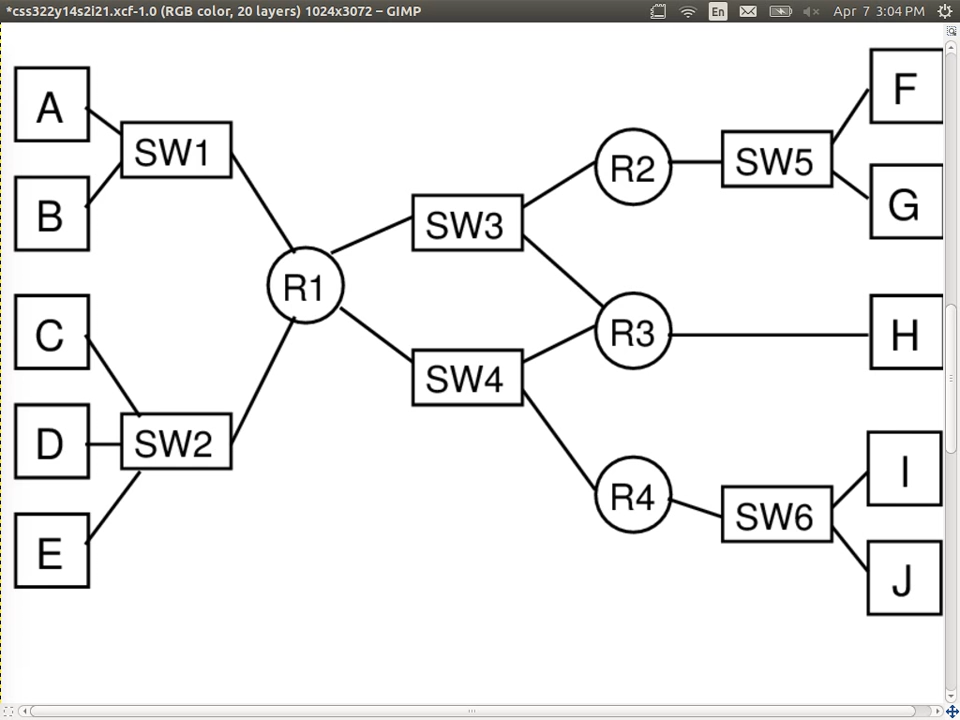 *css322y14s2i21.xcf-1.0 (RGB color, 20 layers) 1024x3072 – GIMP
En
Apr 7 3:04 PM
A
SW1
B
C
D
SW2
E
R1
SW3
SW4
R2
R3
R4
SW5
SW6
F
G
H
I
J